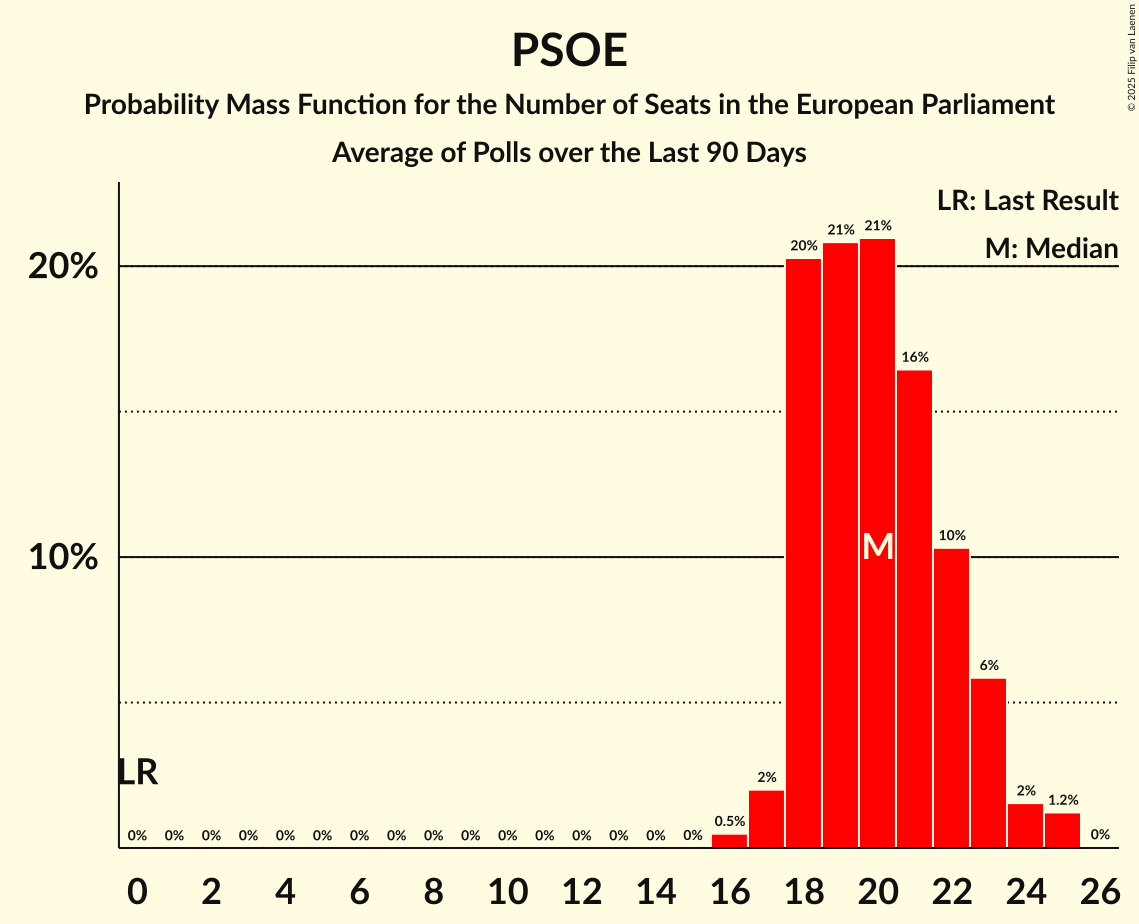 PSOE
Probability Mass Function for the Number of Seats in the European Parliament
Average of Polls over the Last 90 Days
© 2025 Filip van Laenen
LR: Last Result
M: Median
20%
10%
20%
21%
21%
16%
10%
6%
2%
1.2%
0%
2%
0.5%
M
LR
0% 0% 0% 0% 0% 0% 0% 0% 0% 0% 0% 0% 0% 0% 0% 0%
0 2 4 6 8 10 12 14 16 18 20 22 24 26